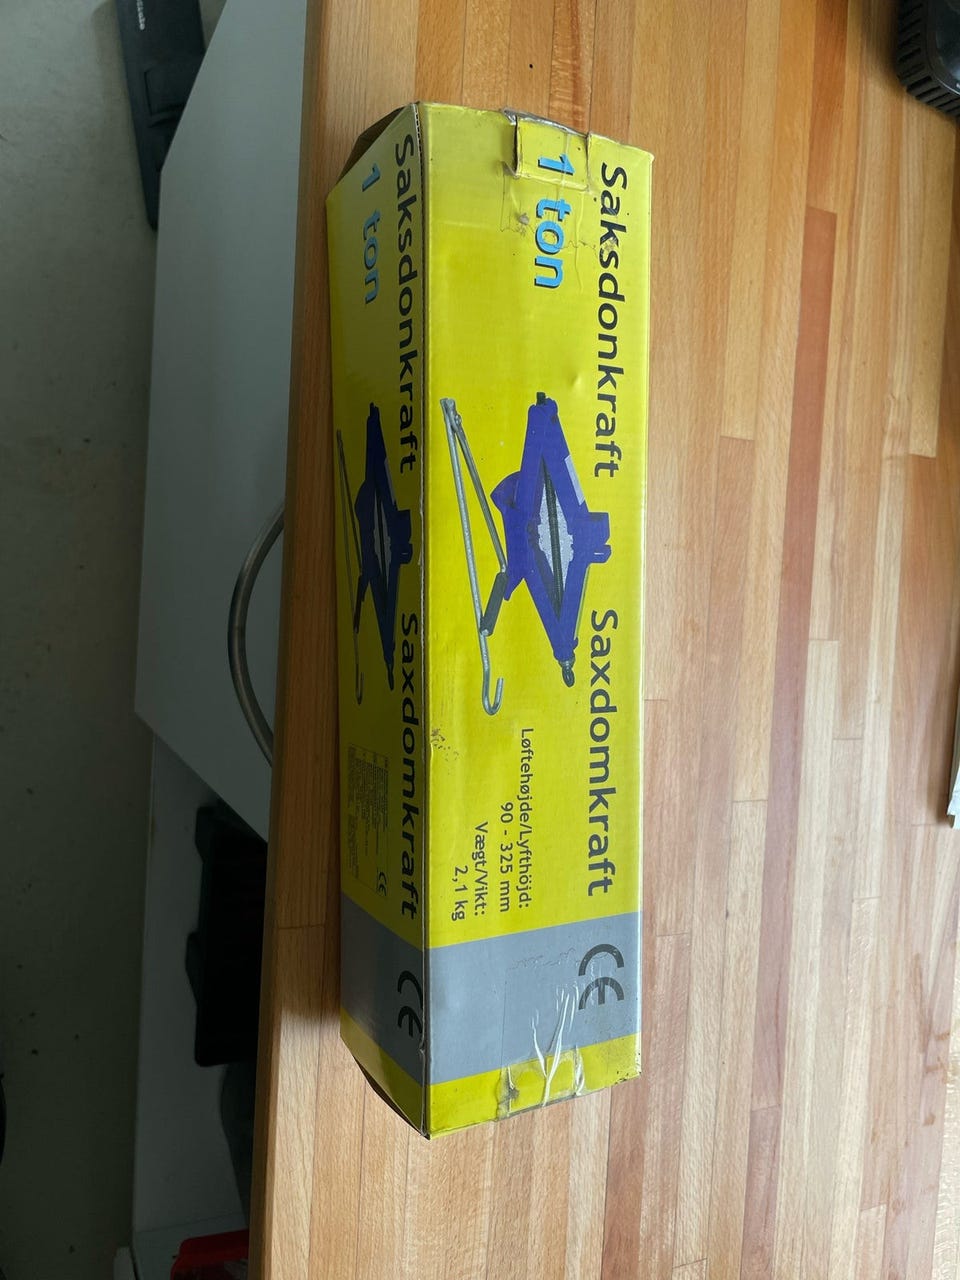 Saksdonkraft
1 ton
Saxdomkraft
Løftehøjde/Lyfthöjd:
90 - 325 mm
Vægt/Vikt:
2,1 kg
CE
Saksdonkraft
1 ton
Saxdomkraft
CE
CE